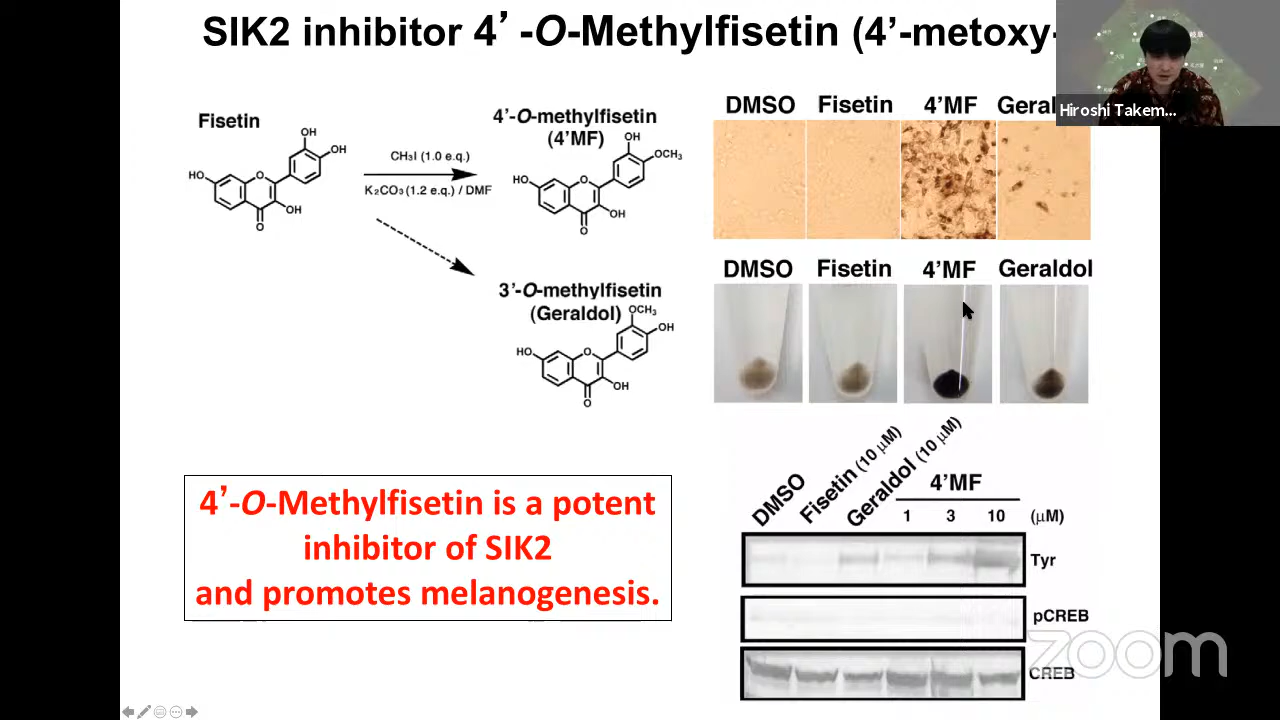 SIK2 inhibitor 4’-O-Methylfisetin (4’-metoxy-
Hiroshi Takem...
Fisetin
OH
OH
HO
O
OH
O
CH₃I (1.0 e.q.)
K₂CO₃ (1.2 e.q.) / DMF
4’-O-methylfisetin
(4’MF)
OH
OCH₃
HO
O
OH
O
3’-O-methylfisetin
(Geraldol)
OCH₃
OH
HO
O
OH
O
DMSO Fisetin 4’MF Geral
DMSO Fisetin 4’MF Geraldol
4’-O-Methylfisetin is a potent
inhibitor of SIK2
and promotes melanogenesis.
DMSO
Fisetin (10 μM)
Geraldol (10 μM)
4’MF
1 3 10 (μM)
Tyr
pCREB
CREB
zoom